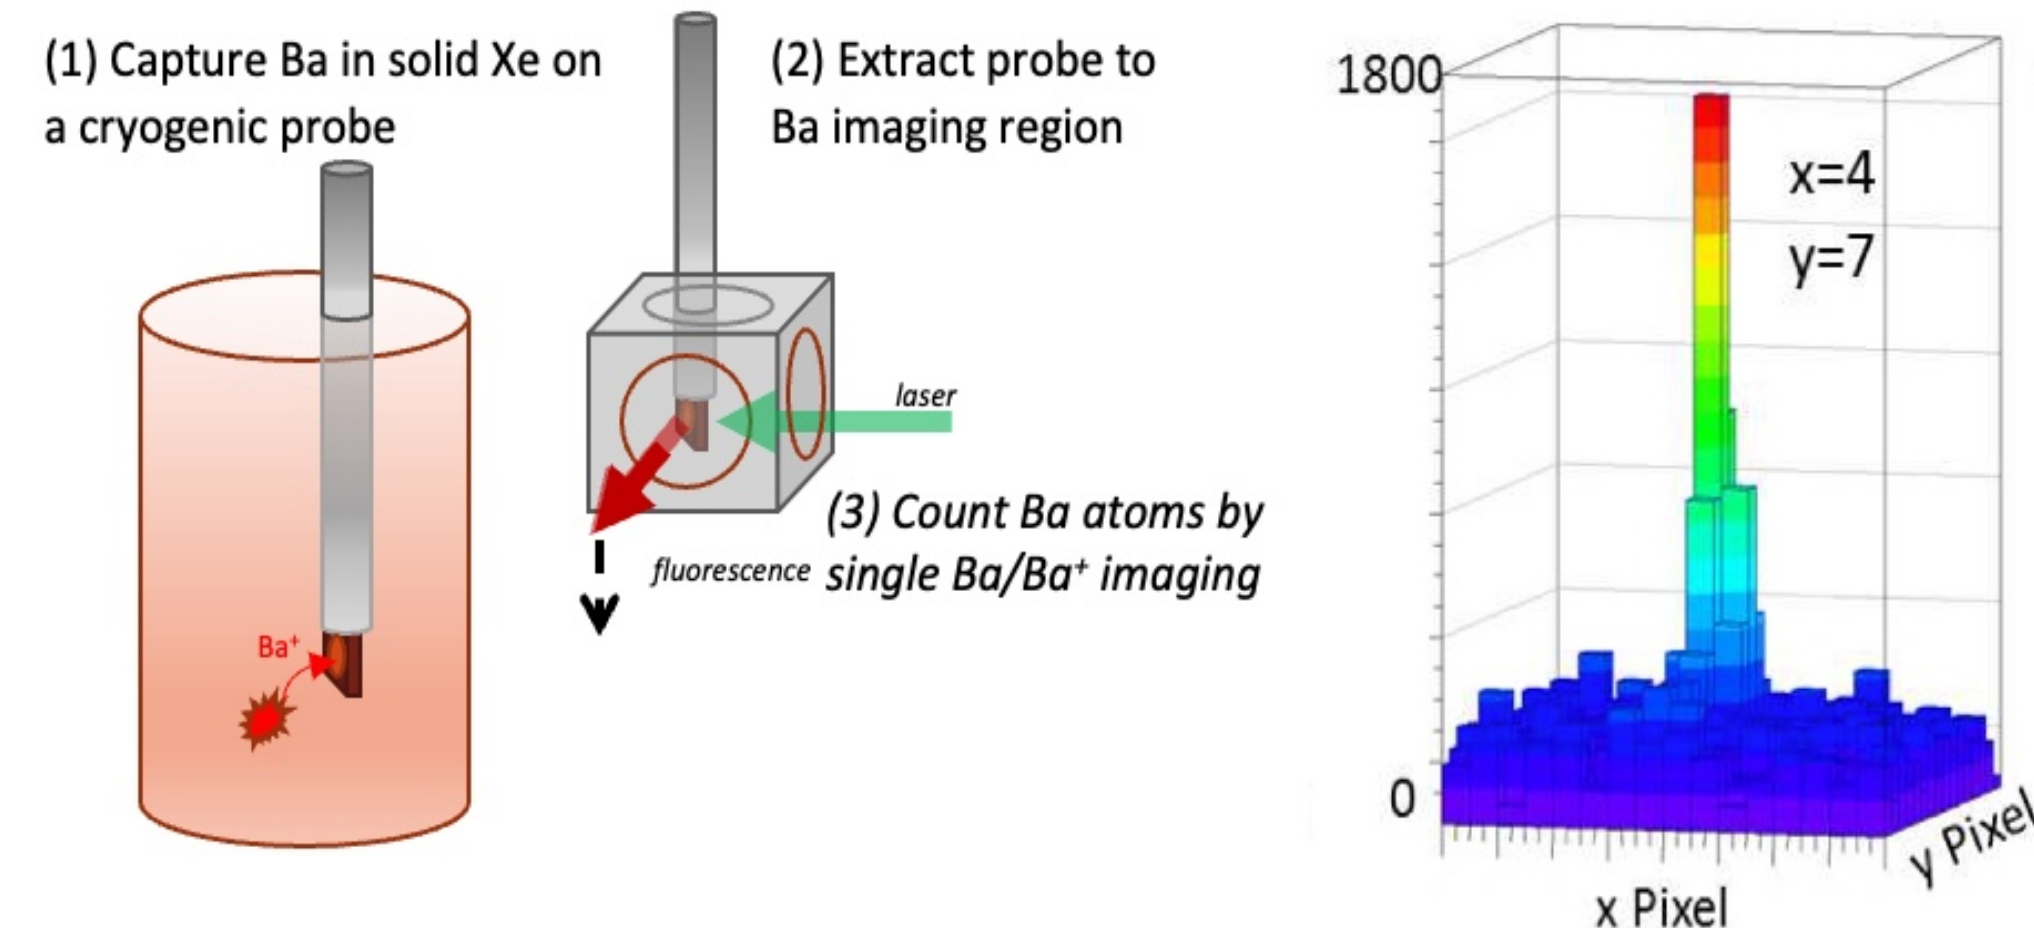 (1) Capture Ba in solid Xe on
a cryogenic probe
Ba⁺
(2) Extract probe to
Ba imaging region
laser
(3) Count Ba atoms by
single Ba/Ba⁺ imaging
fluorescence
1800
x=4
y=7
0
x Pixel
y Pixel